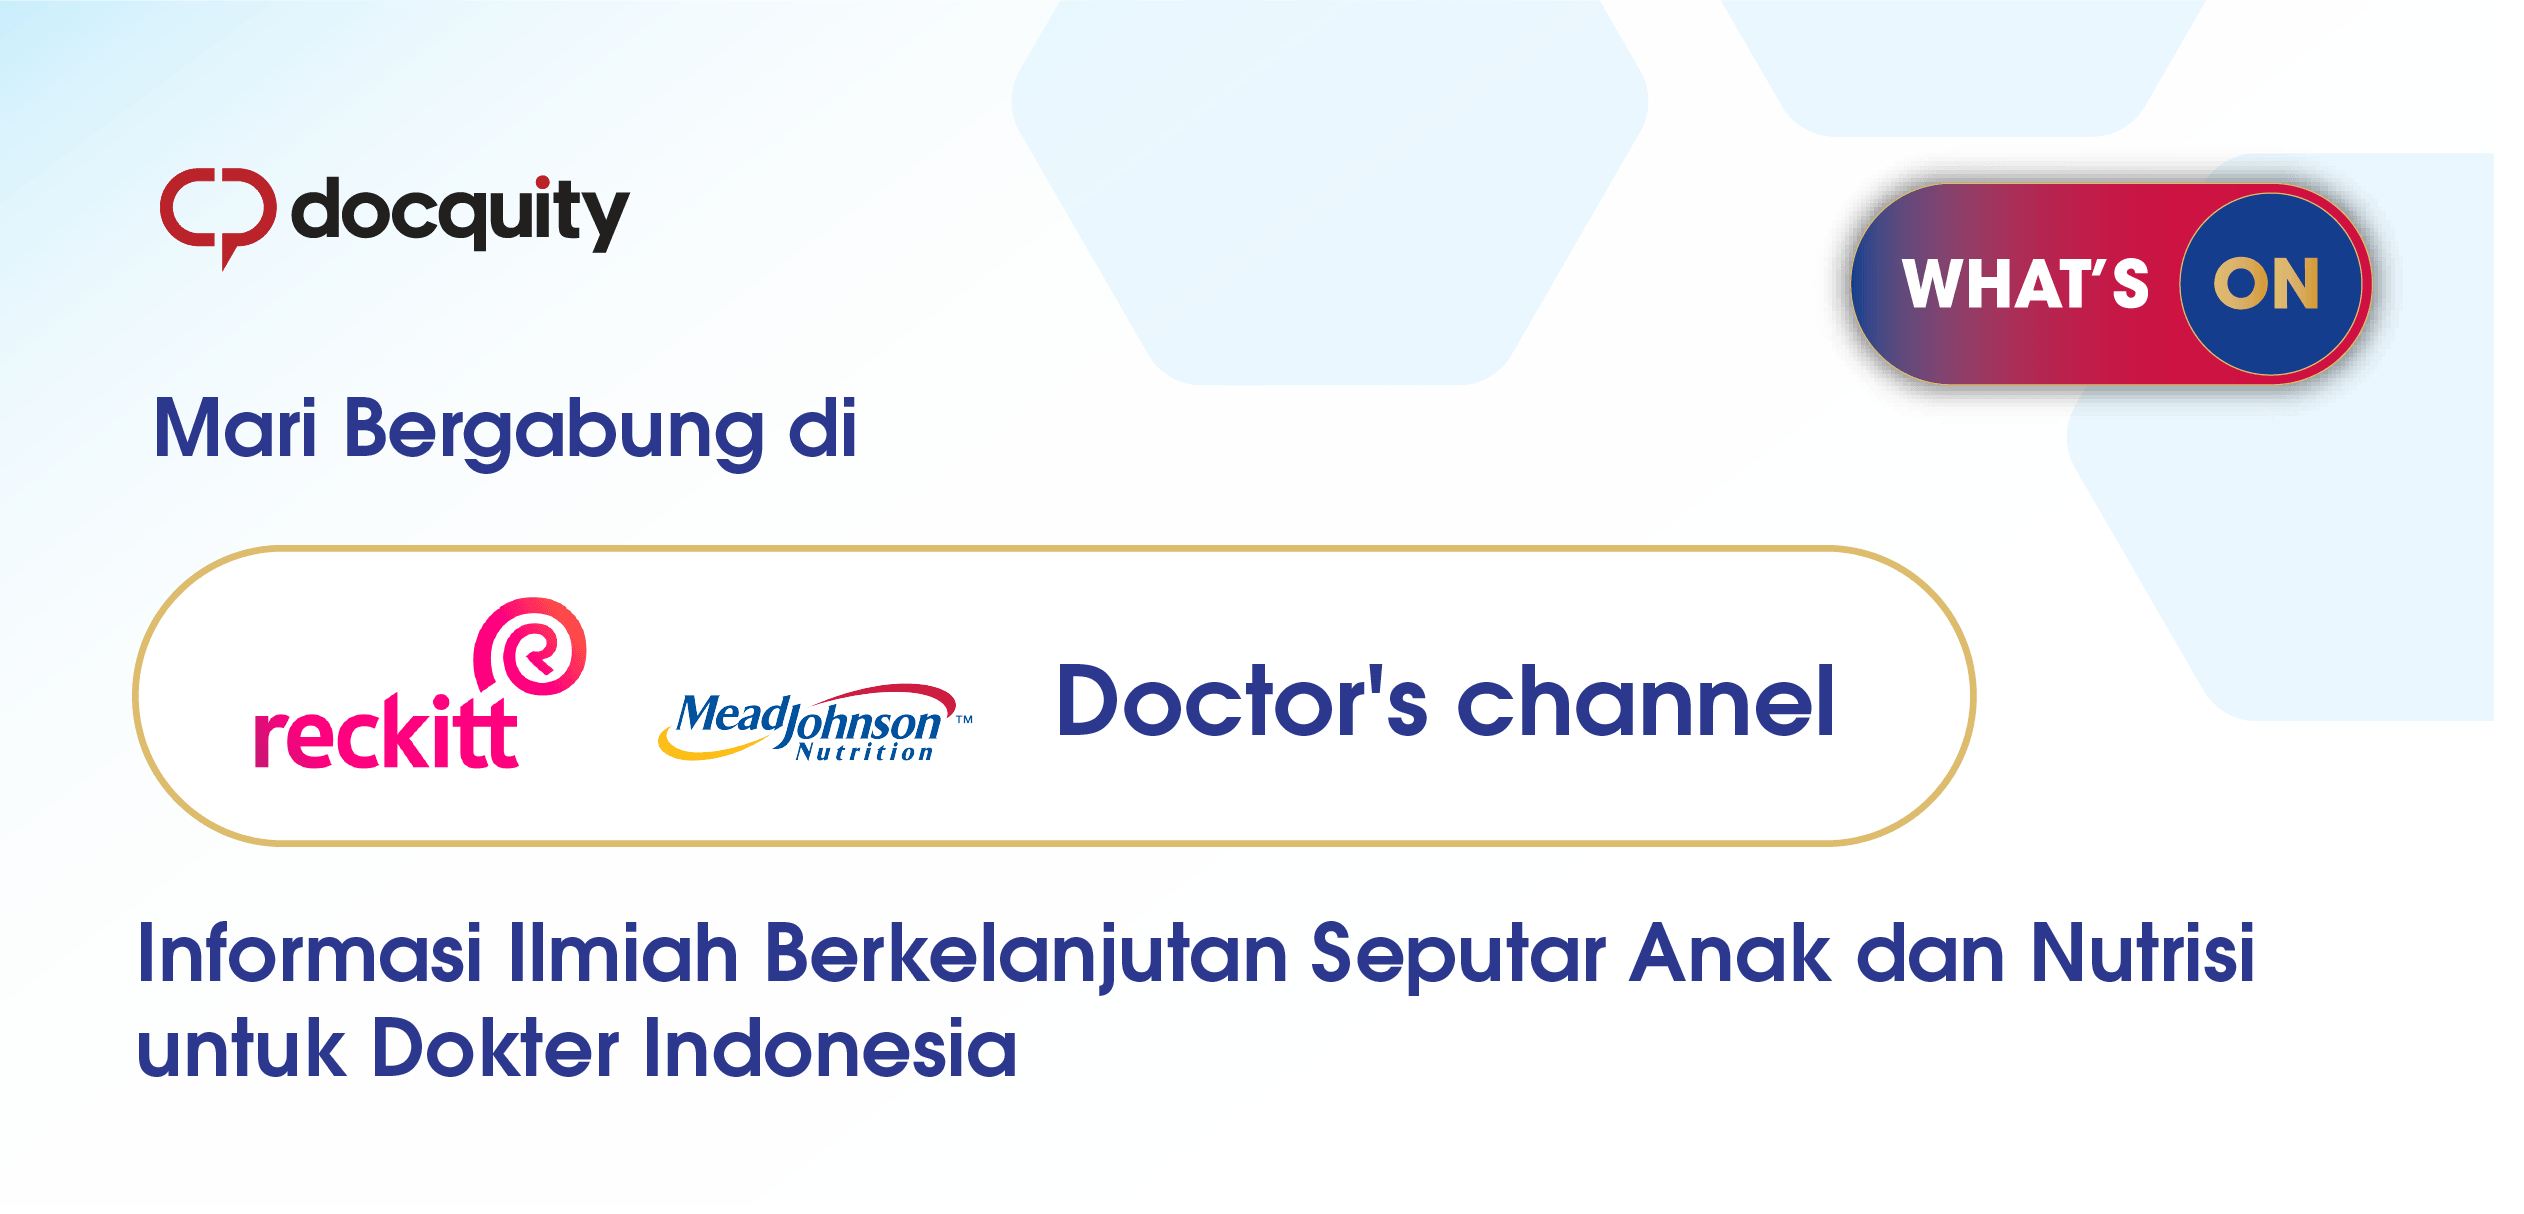 docquity
WHAT'S ON
Mari Bergabung di
reckitt
MeadJohnson™
Nutrition
Doctor's channel
Informasi Ilmiah Berkelanjutan Seputar Anak dan Nutrisi
untuk Dokter Indonesia